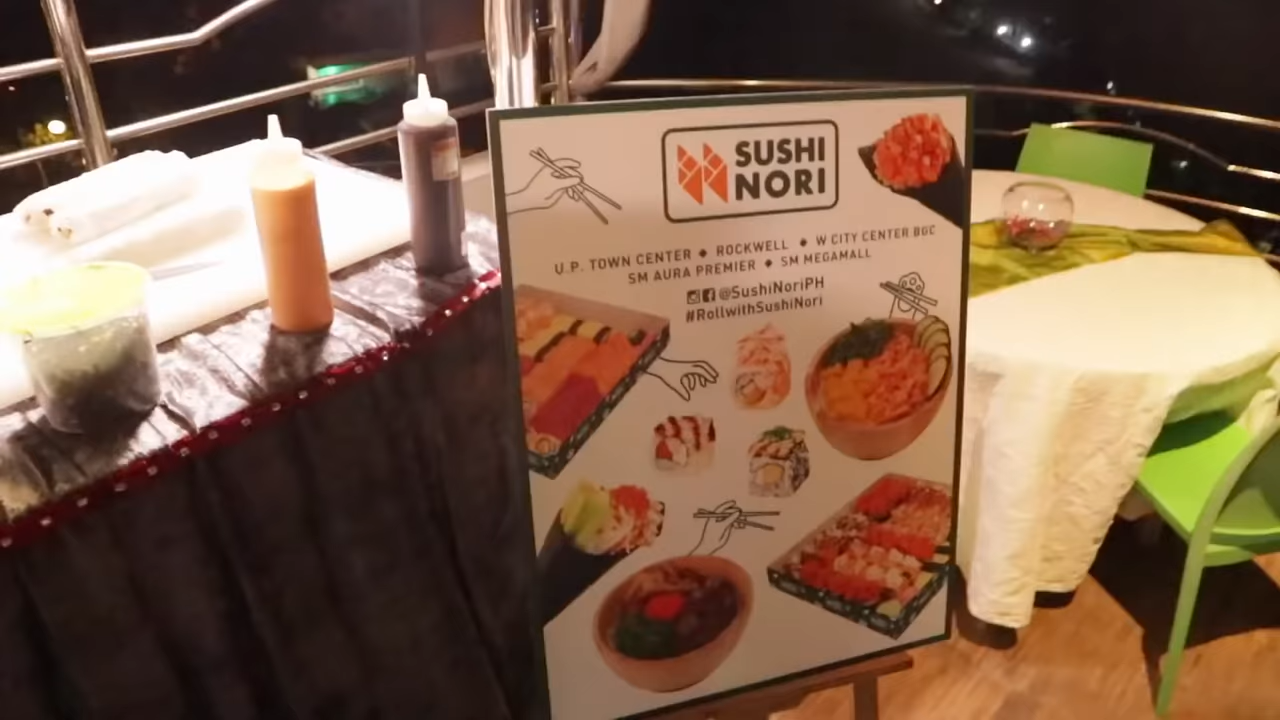 SUSHI
NORI
U.P. TOWN CENTER ◆ ROCKWELL ◆ W CITY CENTER BGC
SM AURA PREMIER ◆ SM MEGAMALL
@SushiNoriPH
#RollwithSushiNori